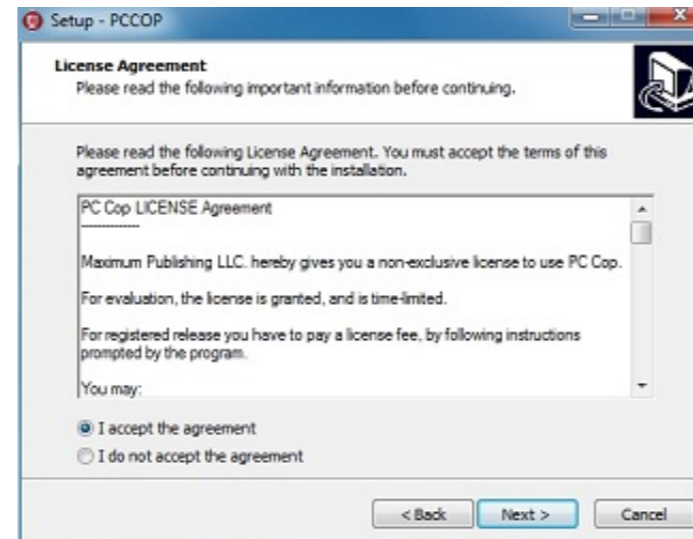 Setup - PCCOP
License Agreement
Please read the following important information before continuing.
Please read the following License Agreement. You must accept the terms of this
agreement before continuing with the installation.
PC Cop LICENSE Agreement
-------------
Maximum Publishing LLC. hereby gives you a non-exclusive license to use PC Cop.
For evaluation, the license is granted, and is time-limited.
For registered release you have to pay a license fee, by following instructions
prompted by the program.
You may:
I accept the agreement
I do not accept the agreement
< Back
Next >
Cancel